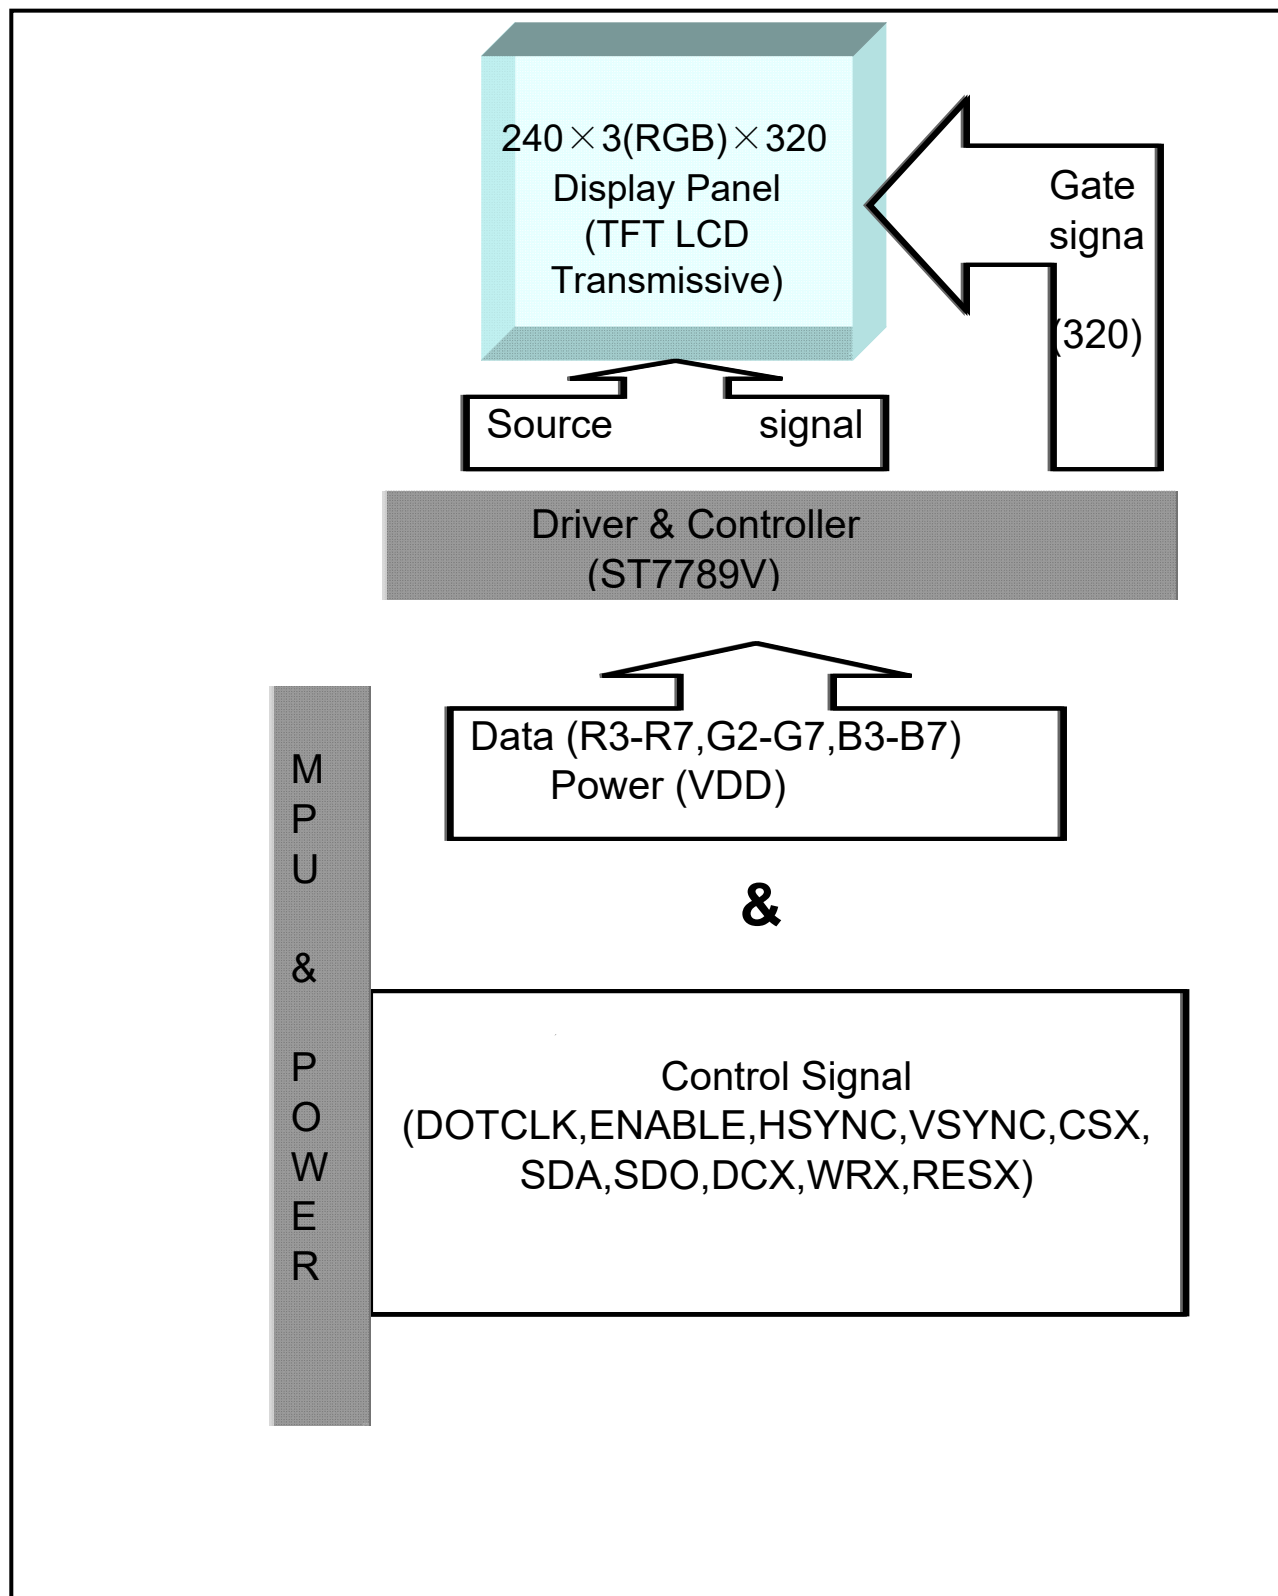 240×3(RGB)×320
Display Panel
(TFT LCD
Transmissive)
Gate
signa
(320)
Source signal
Driver & Controller
(ST7789V)
Data (R3-R7,G2-G7,B3-B7)
Power (VDD)
&
M
P
U
&
P
O
W
E
R
Control Signal
(DOTCLK,ENABLE,HSYNC,VSYNC,CSX,
SDA,SDO,DCX,WRX,RESX)